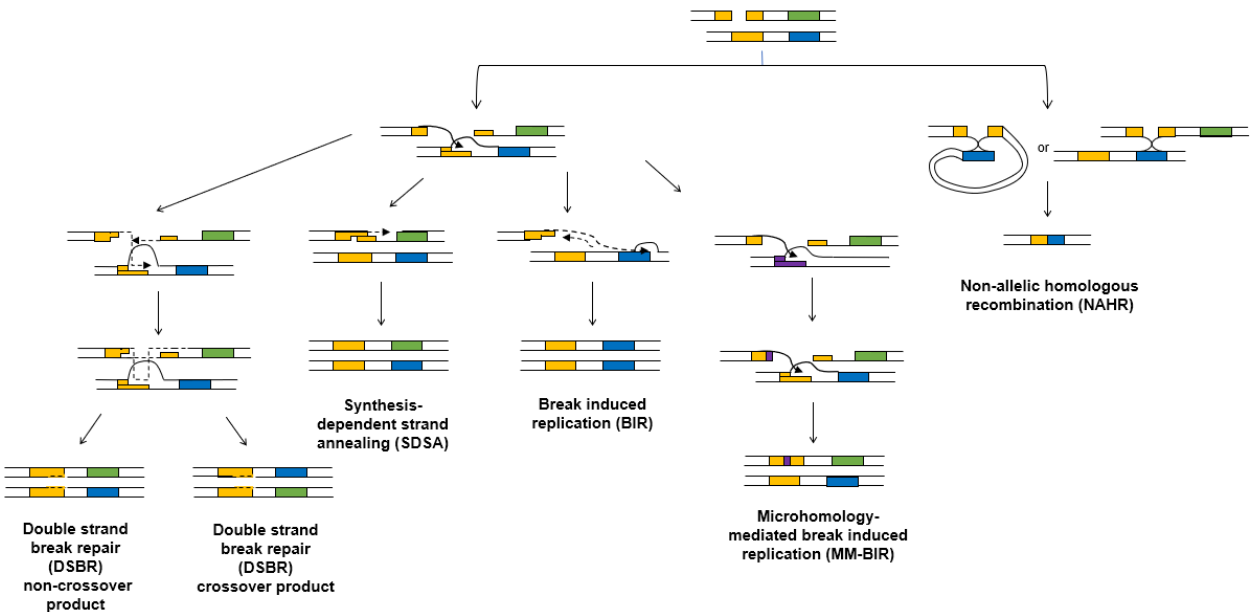 or
Non-allelic homologous
recombination (NAHR)
Synthesis-
dependent strand
annealing (SDSA)
Break induced
replication (BIR)
Microhomology-
mediated break induced
replication (MM-BIR)
Double strand
break repair
(DSBR)
non-crossover
product
Double strand
break repair
(DSBR)
crossover product